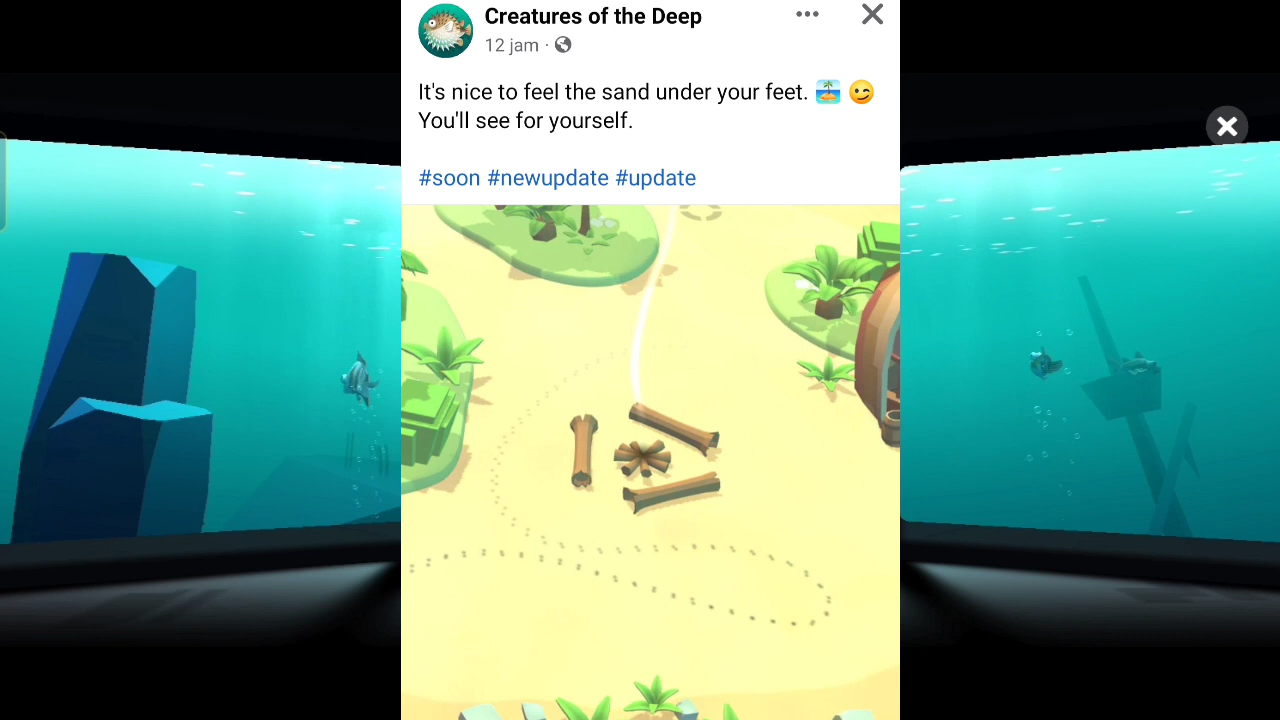 Creatures of the Deep
12 jam ·
It's nice to feel the sand under your feet. 🏝️ 😉
You'll see for yourself.
#soon #newupdate #update